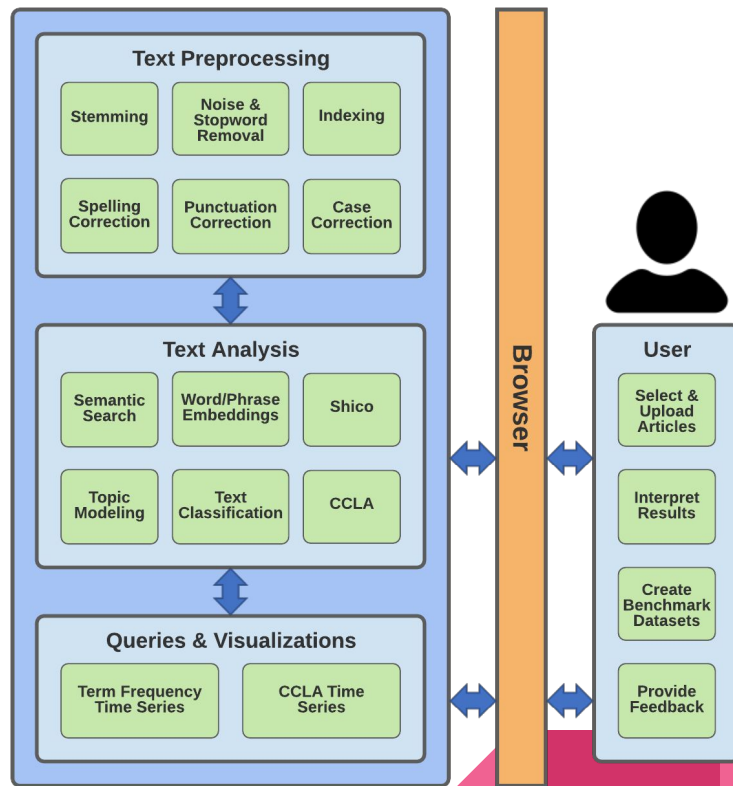 Text Preprocessing
Stemming
Noise &
Stopword
Removal
Indexing
Spelling
Correction
Punctuation
Correction
Case
Correction
Text Analysis
Semantic
Search
Word/Phrase
Embeddings
Shico
Topic
Modeling
Text
Classification
CCLA
Queries & Visualizations
Term Frequency
Time Series
CCLA Time
Series
Browser
User
Select &
Upload
Articles
Interpret
Results
Create
Benchmark
Datasets
Provide
Feedback